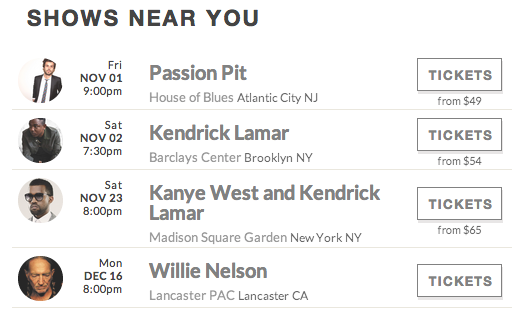 SHOWS NEAR YOU
Fri
NOV 01
9:00pm
Passion Pit
House of Blues Atlantic City NJ
TICKETS
from $49
Sat
NOV 02
7:30pm
Kendrick Lamar
Barclays Center Brooklyn NY
TICKETS
from $54
Sat
NOV 23
8:00pm
Kanye West and Kendrick
Lamar
Madison Square Garden New York NY
TICKETS
from $65
Mon
DEC 16
8:00pm
Willie Nelson
Lancaster PAC Lancaster CA
TICKETS